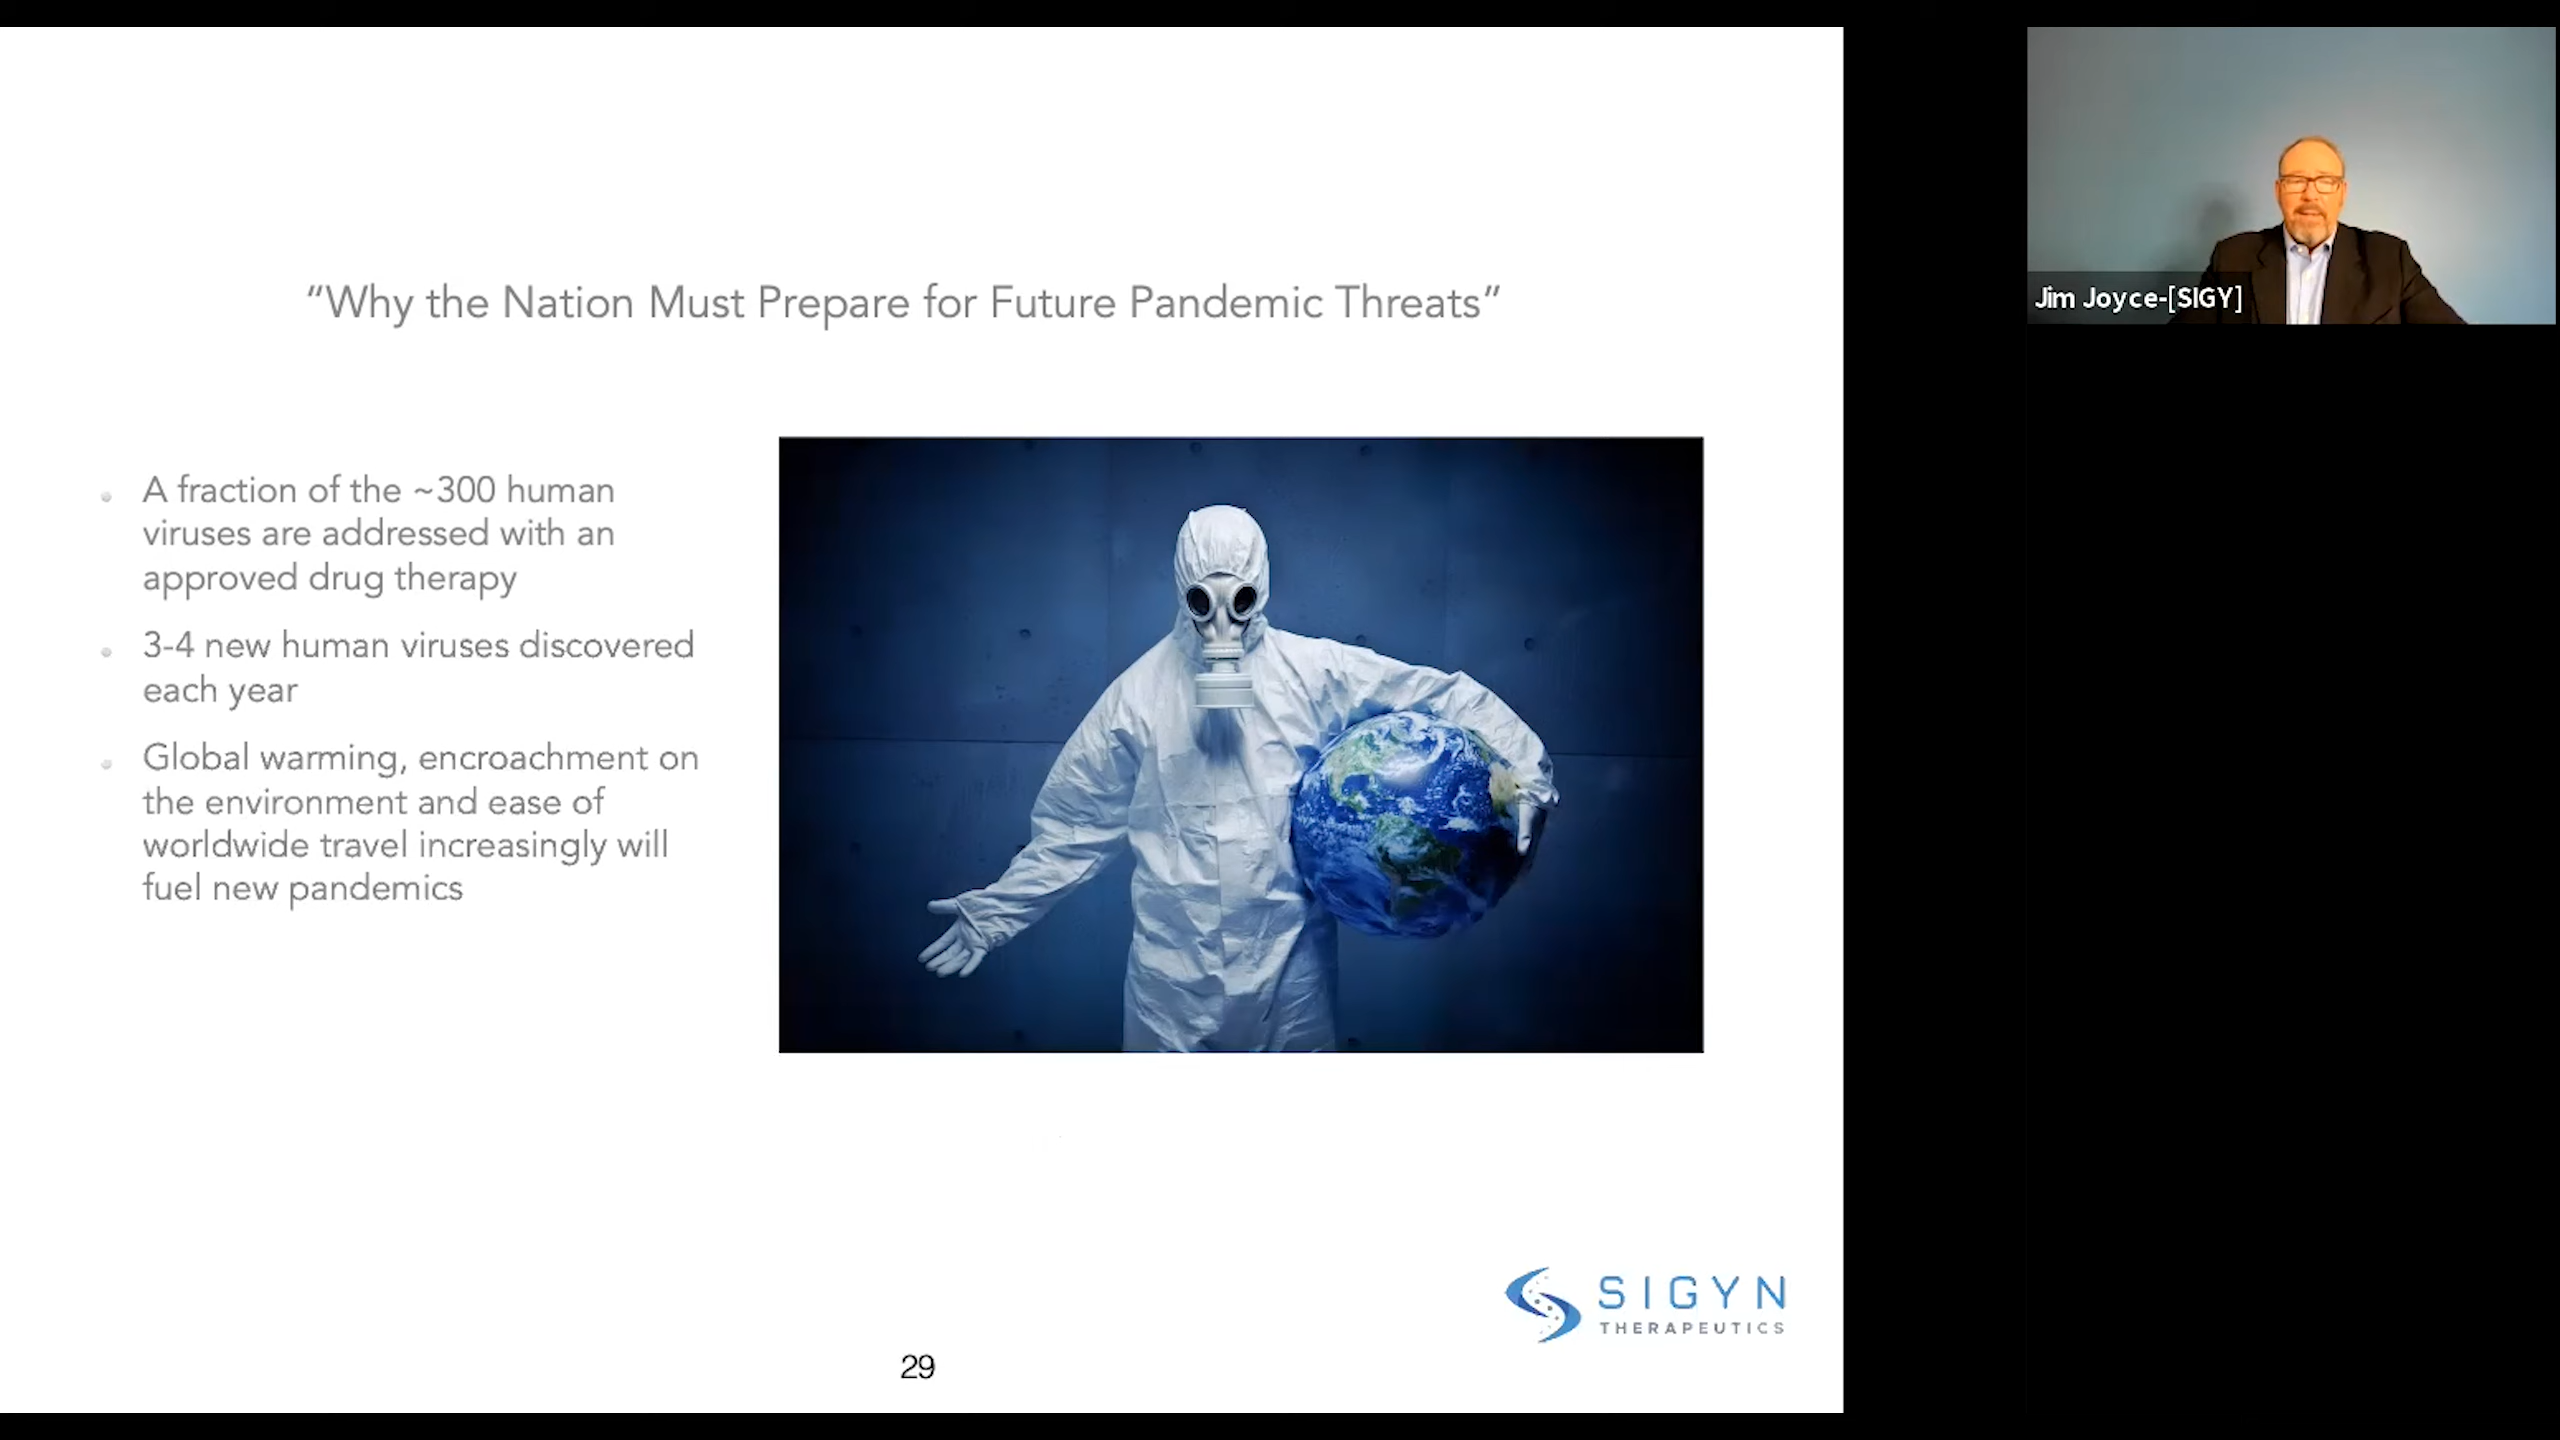 “Why the Nation Must Prepare for Future Pandemic Threats”
A fraction of the ~300 human
viruses are addressed with an
approved drug therapy
3-4 new human viruses discovered
each year
Global warming, encroachment on
the environment and ease of
worldwide travel increasingly will
fuel new pandemics
SIGYN
THERAPEUTICS
29
Jim Joyce-[SIGY]